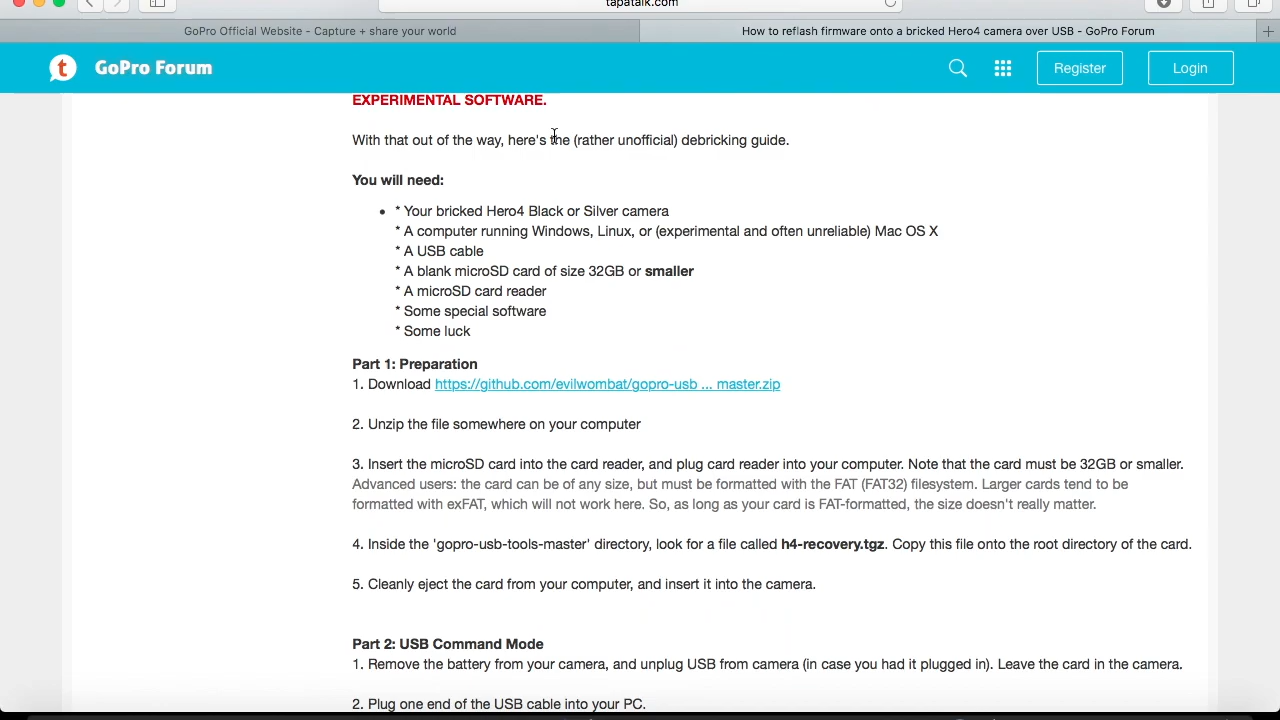 tapatalk.com
GoPro Official Website - Capture + share your world
How to reflash firmware onto a bricked Hero4 camera over USB - GoPro Forum
t GoPro Forum
Register
Login
EXPERIMENTAL SOFTWARE.
With that out of the way, here's the (rather unofficial) debricking guide.
You will need:
• * Your bricked Hero4 Black or Silver camera
* A computer running Windows, Linux, or (experimental and often unreliable) Mac OS X
* A USB cable
* A blank microSD card of size 32GB or smaller
* A microSD card reader
* Some special software
* Some luck
Part 1: Preparation
1. Download https://github.com/evilwombat/gopro-usb ... master.zip
2. Unzip the file somewhere on your computer
3. Insert the microSD card into the card reader, and plug card reader into your computer. Note that the card must be 32GB or smaller.
Advanced users: the card can be of any size, but must be formatted with the FAT (FAT32) filesystem. Larger cards tend to be
formatted with exFAT, which will not work here. So, as long as your card is FAT-formatted, the size doesn't really matter.
4. Inside the 'gopro-usb-tools-master' directory, look for a file called h4-recovery.tgz. Copy this file onto the root directory of the card.
5. Cleanly eject the card from your computer, and insert it into the camera.
Part 2: USB Command Mode
1. Remove the battery from your camera, and unplug USB from camera (in case you had it plugged in). Leave the card in the camera.
2. Plug one end of the USB cable into your PC.